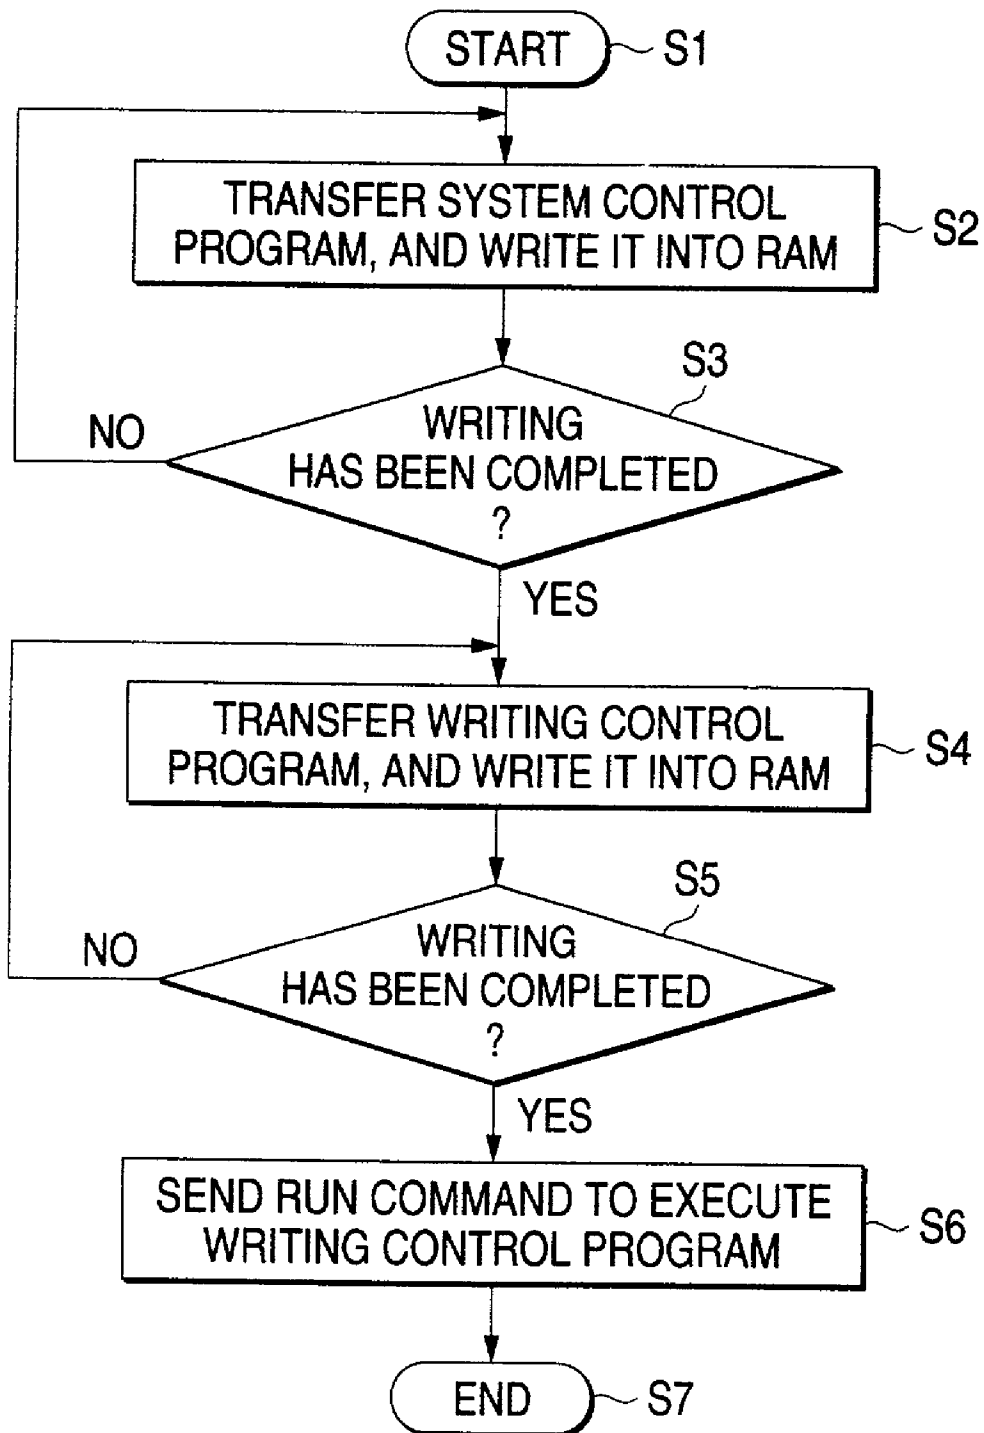 START
S1
TRANSFER SYSTEM CONTROL
PROGRAM, AND WRITE IT INTO RAM
S2
S3
WRITING
HAS BEEN COMPLETED
?
NO
YES
TRANSFER WRITING CONTROL
PROGRAM, AND WRITE IT INTO RAM
S4
S5
WRITING
HAS BEEN COMPLETED
?
NO
YES
SEND RUN COMMAND TO EXECUTE
WRITING CONTROL PROGRAM
S6
END
S7